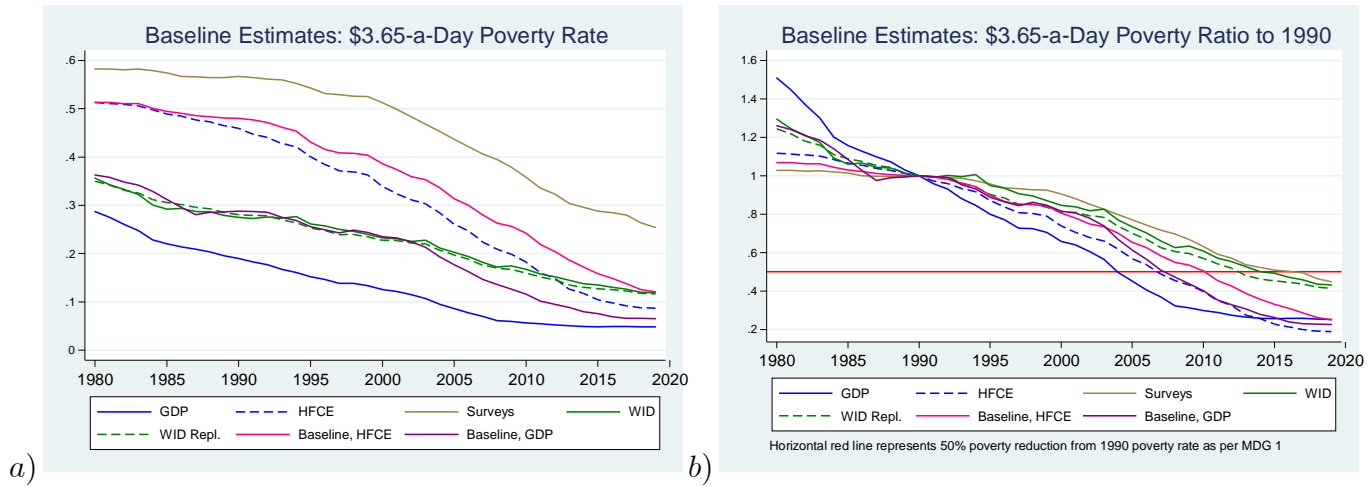 Baseline Estimates: $3.65-a-Day Poverty Rate
.6
.5
.4
.3
.2
.1
0
1980 1985 1990 1995 2000 2005 2010 2015 2020
GDP HFCE Surveys WID
WID Repl. Baseline, HFCE Baseline, GDP
a)
Baseline Estimates: $3.65-a-Day Poverty Ratio to 1990
1.6
1.4
1.2
1
.8
.6
.4
.2
1980 1985 1990 1995 2000 2005 2010 2015 2020
GDP HFCE Surveys WID
WID Repl. Baseline, HFCE Baseline, GDP
Horizontal red line represents 50% poverty reduction from 1990 poverty rate as per MDG 1
b)